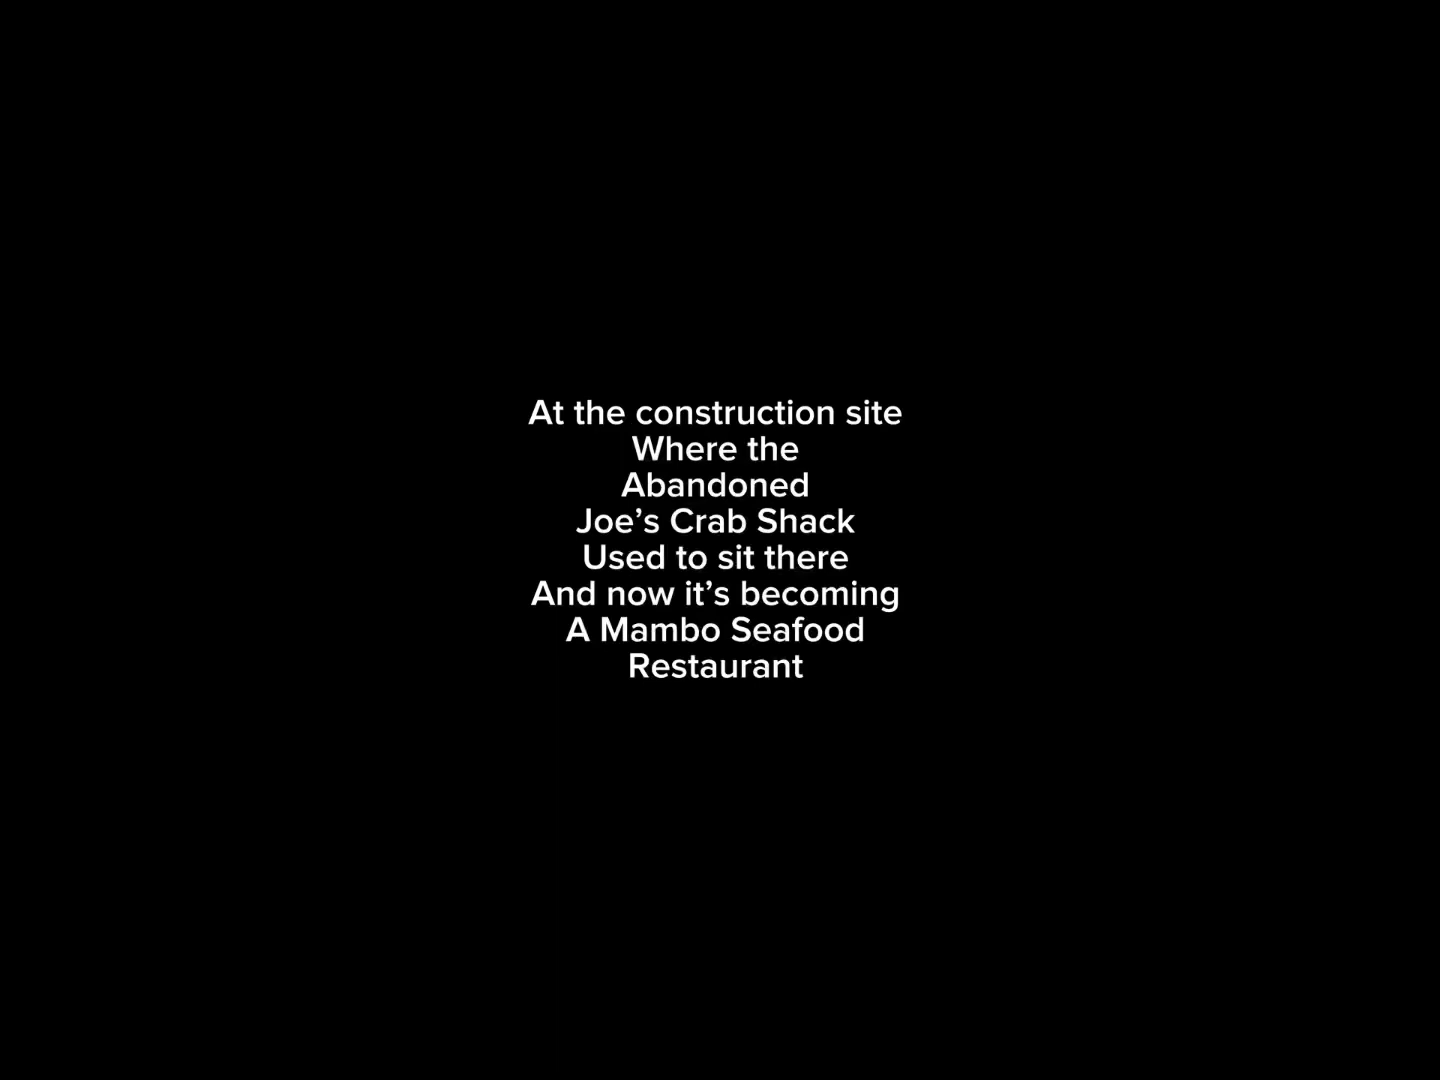 At the construction site
Where the
Abandoned
Joe’s Crab Shack
Used to sit there
And now it’s becoming
A Mambo Seafood
Restaurant